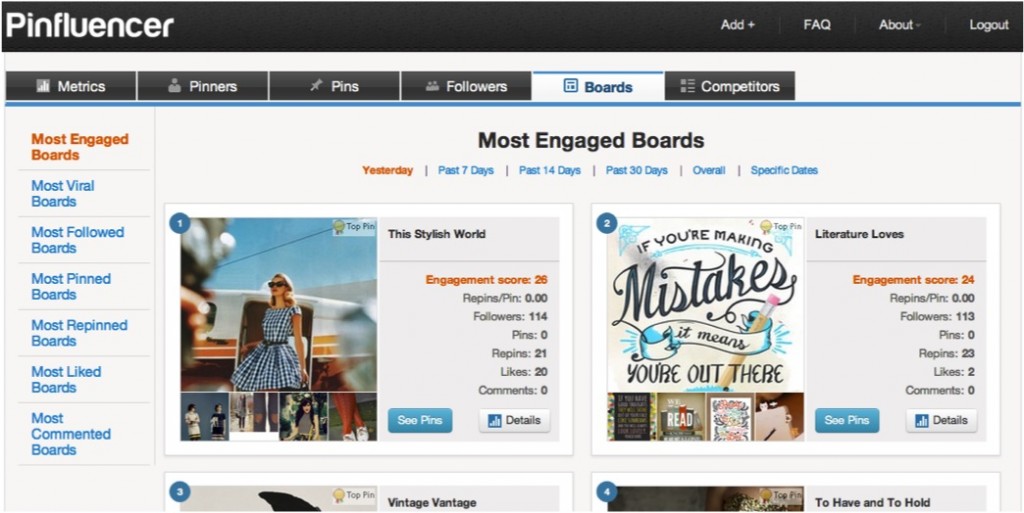 Pinfluencer
Add +
FAQ
About
Logout
Metrics
Pinners
Pins
Followers
Boards
Competitors
Most Engaged
Boards
Most Viral
Boards
Most Followed
Boards
Most Pinned
Boards
Most Repinned
Boards
Most Liked
Boards
Most
Commented
Boards
Most Engaged Boards
Yesterday | Past 7 Days | Past 14 Days | Past 30 Days | Overall | Specific Dates
1
Top Pin
This Stylish World
Engagement score: 26
Repins/Pin: 0.00
Followers: 114
Pins: 0
Repins: 21
Likes: 20
Comments: 0
See Pins
Details
2
Top Pin
IF YOU'RE MAKING
Mistakes
it means
YOU'RE OUT THERE
READ
Literature Loves
Engagement score: 24
Repins/Pin: 0.00
Followers: 113
Pins: 0
Repins: 23
Likes: 2
Comments: 0
See Pins
Details
3
Top Pin
Vintage Vantage
4
Top Pin
To Have and To Hold